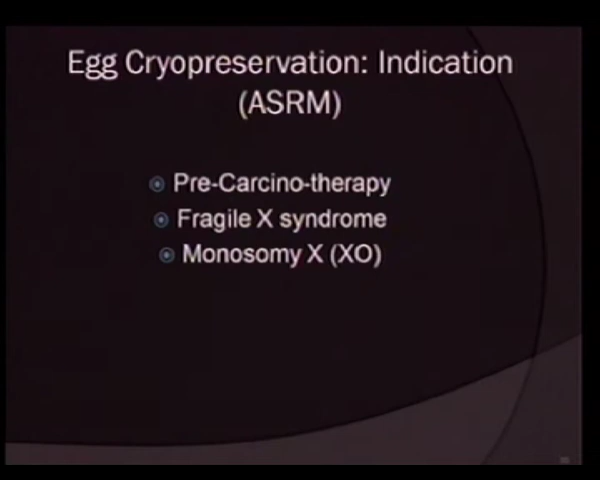 Egg Cryopreservation: Indication
(ASRM)
Pre-Carcino-therapy
Fragile X syndrome
Monosomy X (XO)